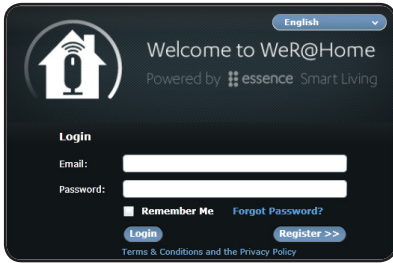 English
Welcome to WeR@Home
Powered by essence Smart Living
Login
Email:
Password:
Remember Me Forgot Password?
Login Register >>
Terms & Conditions and the Privacy Policy